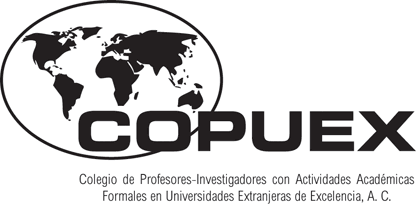 COPUEX
Colegio de Profesores-Investigadores con Actividades Académicas
Formales en Universidades Extranjeras de Excelencia, A. C.